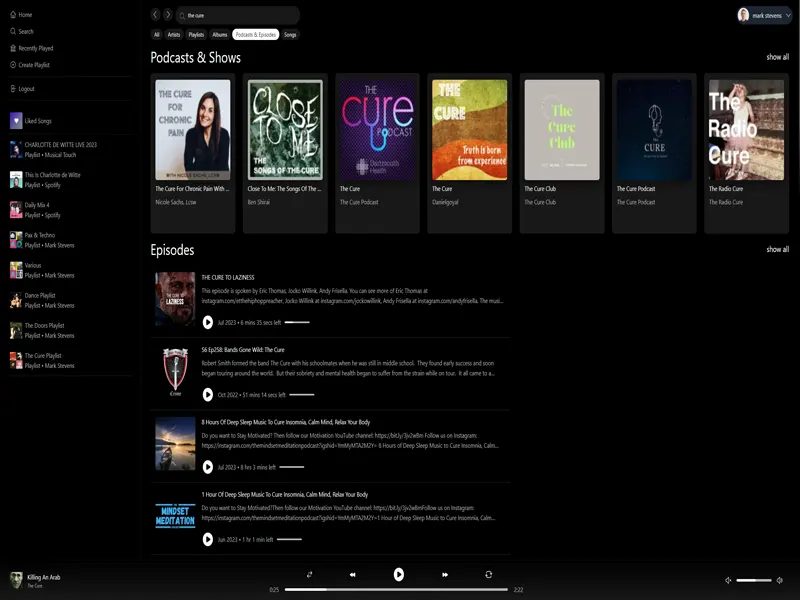 Home
Search
Recently Played
Create Playlist
Logout
Liked Songs
CHARLOTTE DE WITTE LIVE 2023
Playlist • Musical Touch
This Is Charlotte de Witte
Playlist • Spotify
Daily Mix 4
Playlist • Spotify
Pax & Techno
Playlist • Mark Stevens
Various
Playlist • Mark Stevens
Dance Playlist
Playlist • Mark Stevens
The Doors Playlist
Playlist • Mark Stevens
The Cure Playlist
Playlist • Mark Stevens
the cure
mark stevens
All
Artists
Playlists
Albums
Podcasts & Episodes
Songs
Podcasts & Shows
show all
THE CURE
FOR
CHRONIC
PAIN
WITH NICOLE SACHS, LCSW
The Cure For Chronic Pain With ...
Nicole Sachs, Lcsw
CLOSE
TO
ME
THE
SONGS OF THE CURE
Close To Me: The Songs Of The ...
Ben Shirai
THE
cure
PODCAST
Dartmouth
Health
The Cure
The Cure Podcast
THE
CURE
Truth is born
from experience
The Cure
Danielgoyal
The
Cure
Club
The Cure Club
The Cure Club
THE
CURE
The Cure Podcast
The Cure Podcast
The
Radio
Cure
The Radio Cure
The Radio Cure
Episodes
show all
THE CURE TO
LAZINESS
THE CURE TO LAZINESS
This episode is spoken by Eric Thomas, Jocko Willink, Andy Frisella. You can see more of Eric Thomas at
instagram.com/etthehiphoppreacher, Jocko Willink at instagram.com/jockowillink, Andy Frisella at instagram.com/andyfrisella. The musi...
Jul 2023 • 6 mins 35 secs left
Crime
S6 Ep258: Bands Gone Wild: The Cure
Robert Smith formed the band The Cure with his schoolmates when he was still in middle school. They found early success and soon
began touring around the world. But their sobriety and mental health began to suffer from the strain while on tour. It all came to a...
Oct 2022 • 51 mins 14 secs left
8 Hours Of Deep Sleep Music To Cure Insomnia, Calm Mind, Relax Your Body
Do you want to Stay Motivated? Then follow our Motivation YouTube channel: https://bit.ly/3jv2w8m Follow us on Instagram:
https://instagram.com/themindsetmeditationpodcast?igshid=YmMyMTA2M2Y= 8 Hours of Deep Sleep Music to Cure Insomnia, Calm...
Jul 2023 • 8 hrs 3 mins left
MINDSET
MEDITATION
1 Hour Of Deep Sleep Music To Cure Insomnia, Calm Mind, Relax Your Body
Do you want to Stay Motivated?Then follow our Motivation YouTube channel: https://bit.ly/3jv2w8m Follow us on Instagram:
https://instagram.com/themindsetmeditationpodcast?igshid=YmMyMTA2M2Y=1 Hour of Deep Sleep Music to Cure Insomnia, Calm...
Jun 2023 • 1 hr 1 min left
Killing An Arab
The Cure
0:25
2:22